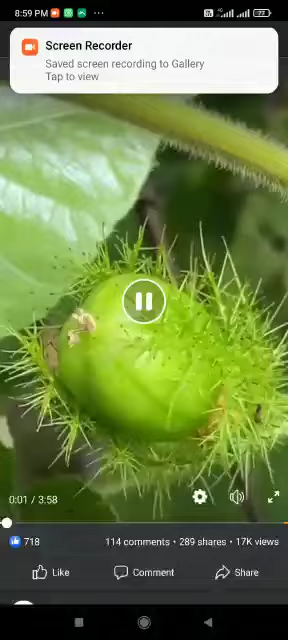 8:59 PM
Screen Recorder
Saved screen recording to Gallery
Tap to view
0:01 / 3:58
718
114 comments • 289 shares • 17K views
Like
Comment
Share